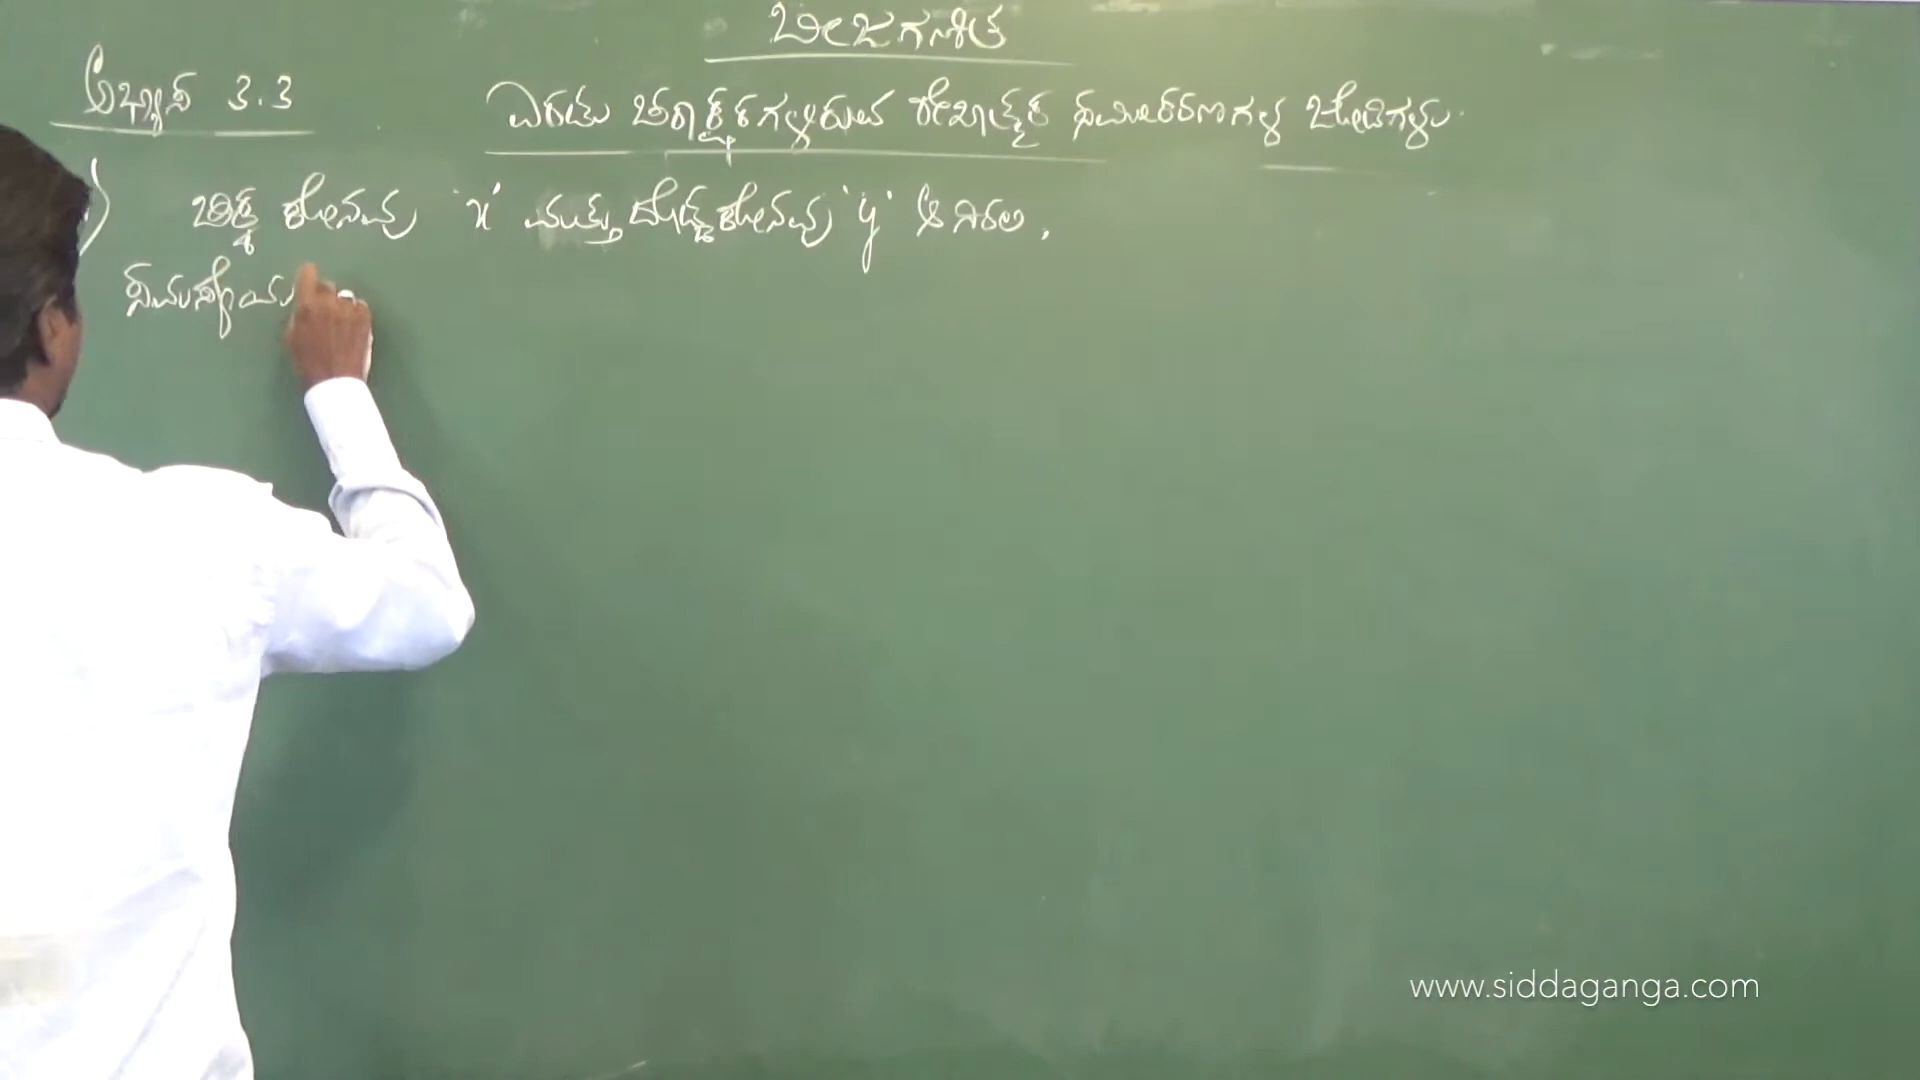 ಬೀಜಗಣಿತ
ಅಭ್ಯಾಸ 3.3
ಎರಡು ಚರಾಕ್ಷರಗಳ್ಳಿರುವ ರೇಖಾತ್ಮಕ ಸಮೀಕರಣಗಳ ಜೋಡಿಗಳು.
) ಚಿಕ್ಕ ಕೋನವು 'x' ಮತ್ತು ದೊಡ್ಡಕೋನವು 'y' ಆಗಿರಲಿ,
ಸಮಸ್ಯೆಯ
www.siddaganga.com